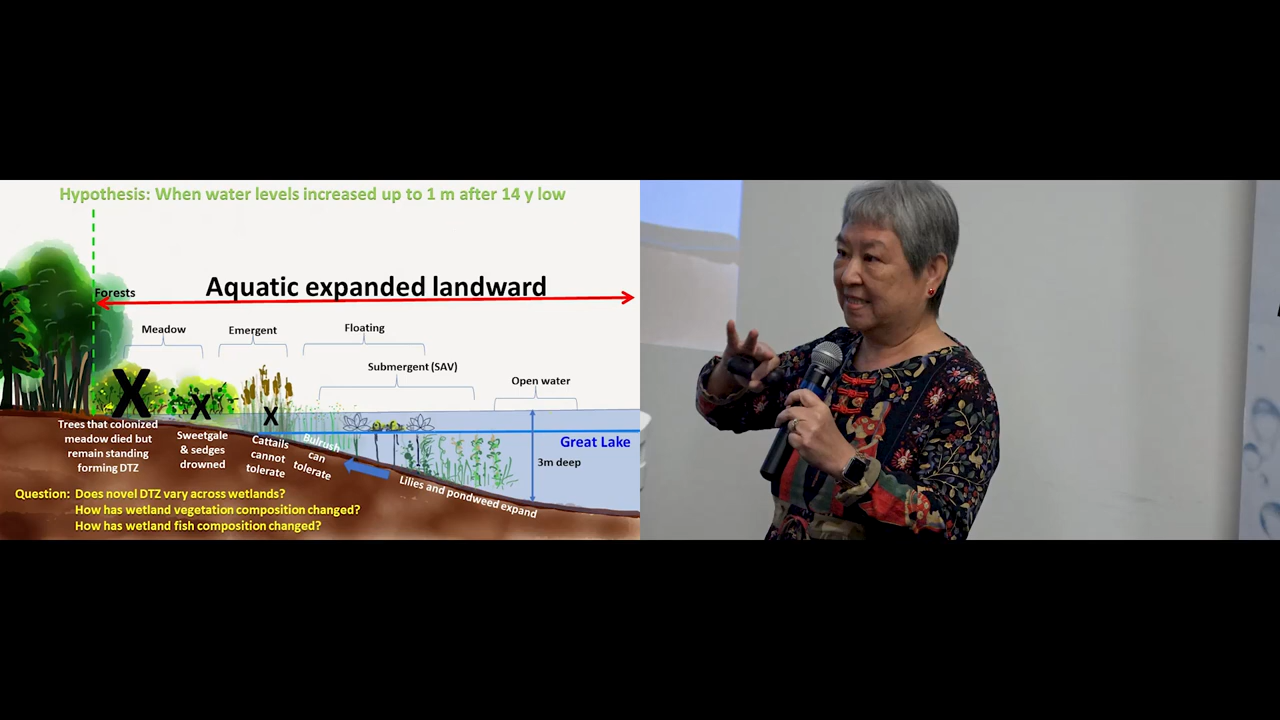 Hypothesis: When water levels increased up to 1 m after 14 y low
Forests
Aquatic expanded landward
Meadow
Emergent
Floating
Submergent (SAV)
Open water
X
X
X
Trees that colonized
meadow died but
remain standing
forming DTZ
Sweetgale
& sedges
drowned
Cattails
cannot
tolerate
Bulrush
can
tolerate
Great Lake
3m deep
Lilies and pondweed expand
Question: Does novel DTZ vary across wetlands?
How has wetland vegetation composition changed?
How has wetland fish composition changed?